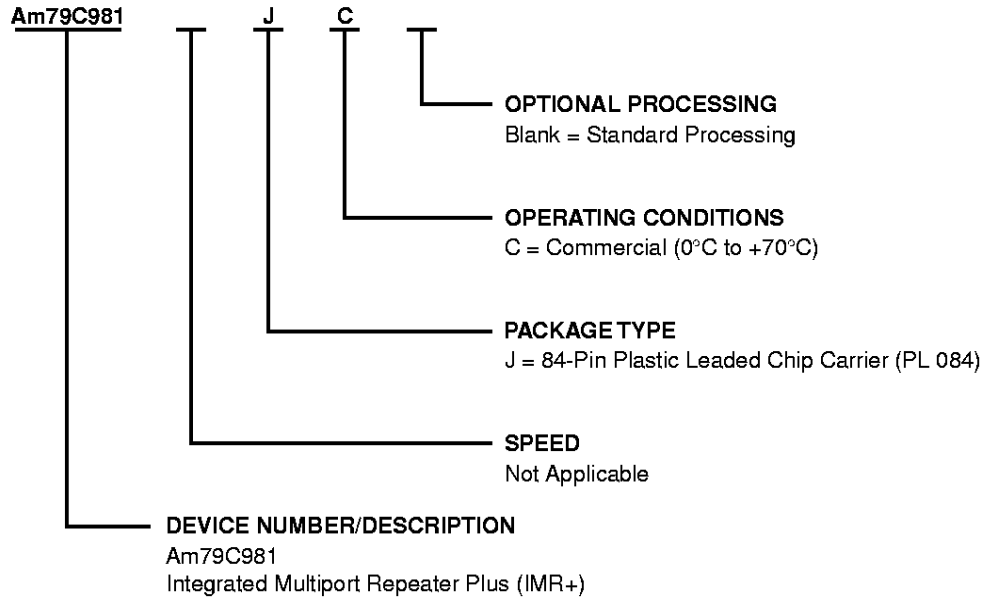 Am79C981 J C
OPTIONAL PROCESSING
Blank = Standard Processing
OPERATING CONDITIONS
C = Commercial (0°C to +70°C)
PACKAGE TYPE
J = 84-Pin Plastic Leaded Chip Carrier (PL 084)
SPEED
Not Applicable
DEVICE NUMBER/DESCRIPTION
Am79C981
Integrated Multiport Repeater Plus (IMR+)